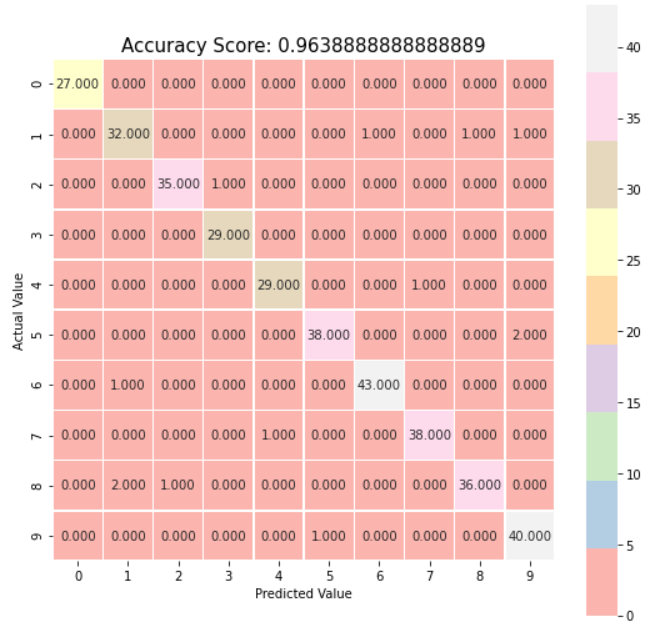 Accuracy Score: 0.9638888888888889
0 27.000 0.000 0.000 0.000 0.000 0.000 0.000 0.000 0.000 0.000
1 0.000 32.000 0.000 0.000 0.000 0.000 1.000 0.000 1.000 1.000
2 0.000 0.000 35.000 1.000 0.000 0.000 0.000 0.000 0.000 0.000
3 0.000 0.000 0.000 29.000 0.000 0.000 0.000 0.000 0.000 0.000
4 0.000 0.000 0.000 0.000 29.000 0.000 0.000 1.000 0.000 0.000
5 0.000 0.000 0.000 0.000 0.000 38.000 0.000 0.000 0.000 2.000
6 0.000 1.000 0.000 0.000 0.000 0.000 43.000 0.000 0.000 0.000
7 0.000 0.000 0.000 0.000 1.000 0.000 0.000 38.000 0.000 0.000
8 0.000 2.000 1.000 0.000 0.000 0.000 0.000 0.000 36.000 0.000
9 0.000 0.000 0.000 0.000 0.000 1.000 0.000 0.000 0.000 40.000
0 1 2 3 4 5 6 7 8 9
Predicted Value
Actual Value
40
35
30
25
20
15
10
5
0